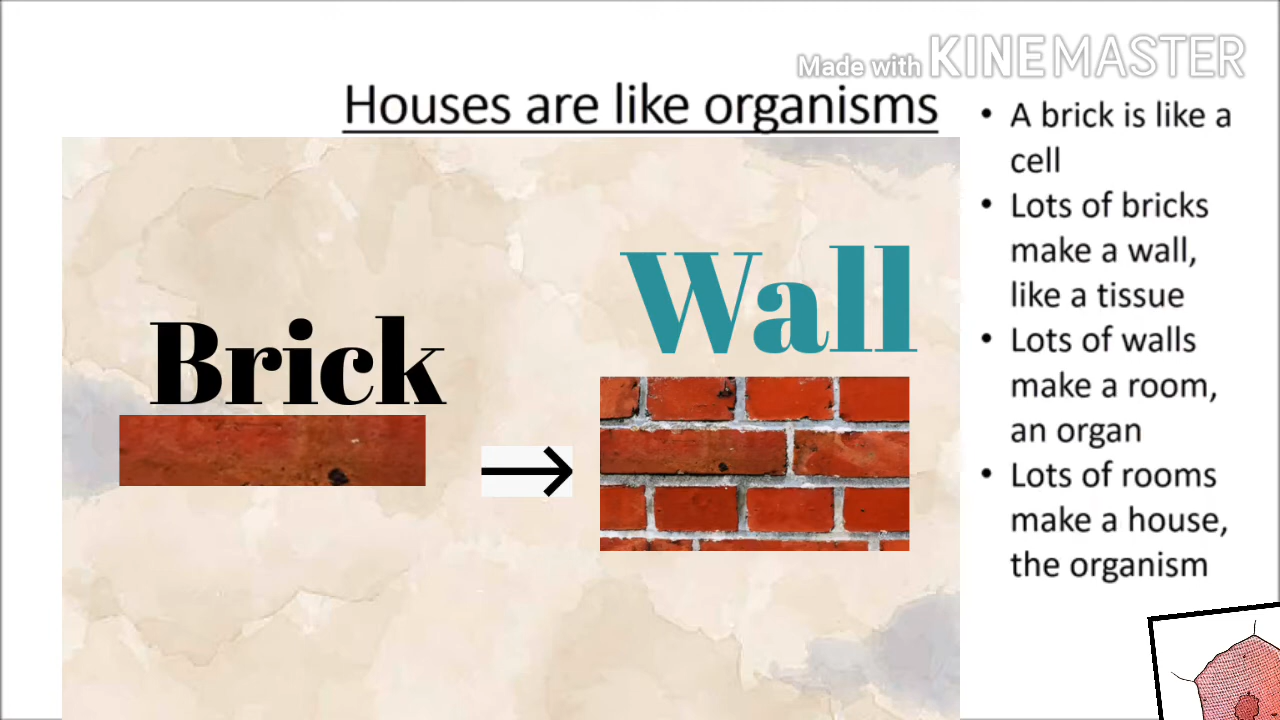 Made with KINEMASTER
Houses are like organisms
Brick
Wall
• A brick is like a
cell
• Lots of bricks
make a wall,
like a tissue
• Lots of walls
make a room,
an organ
• Lots of rooms
make a house,
the organism